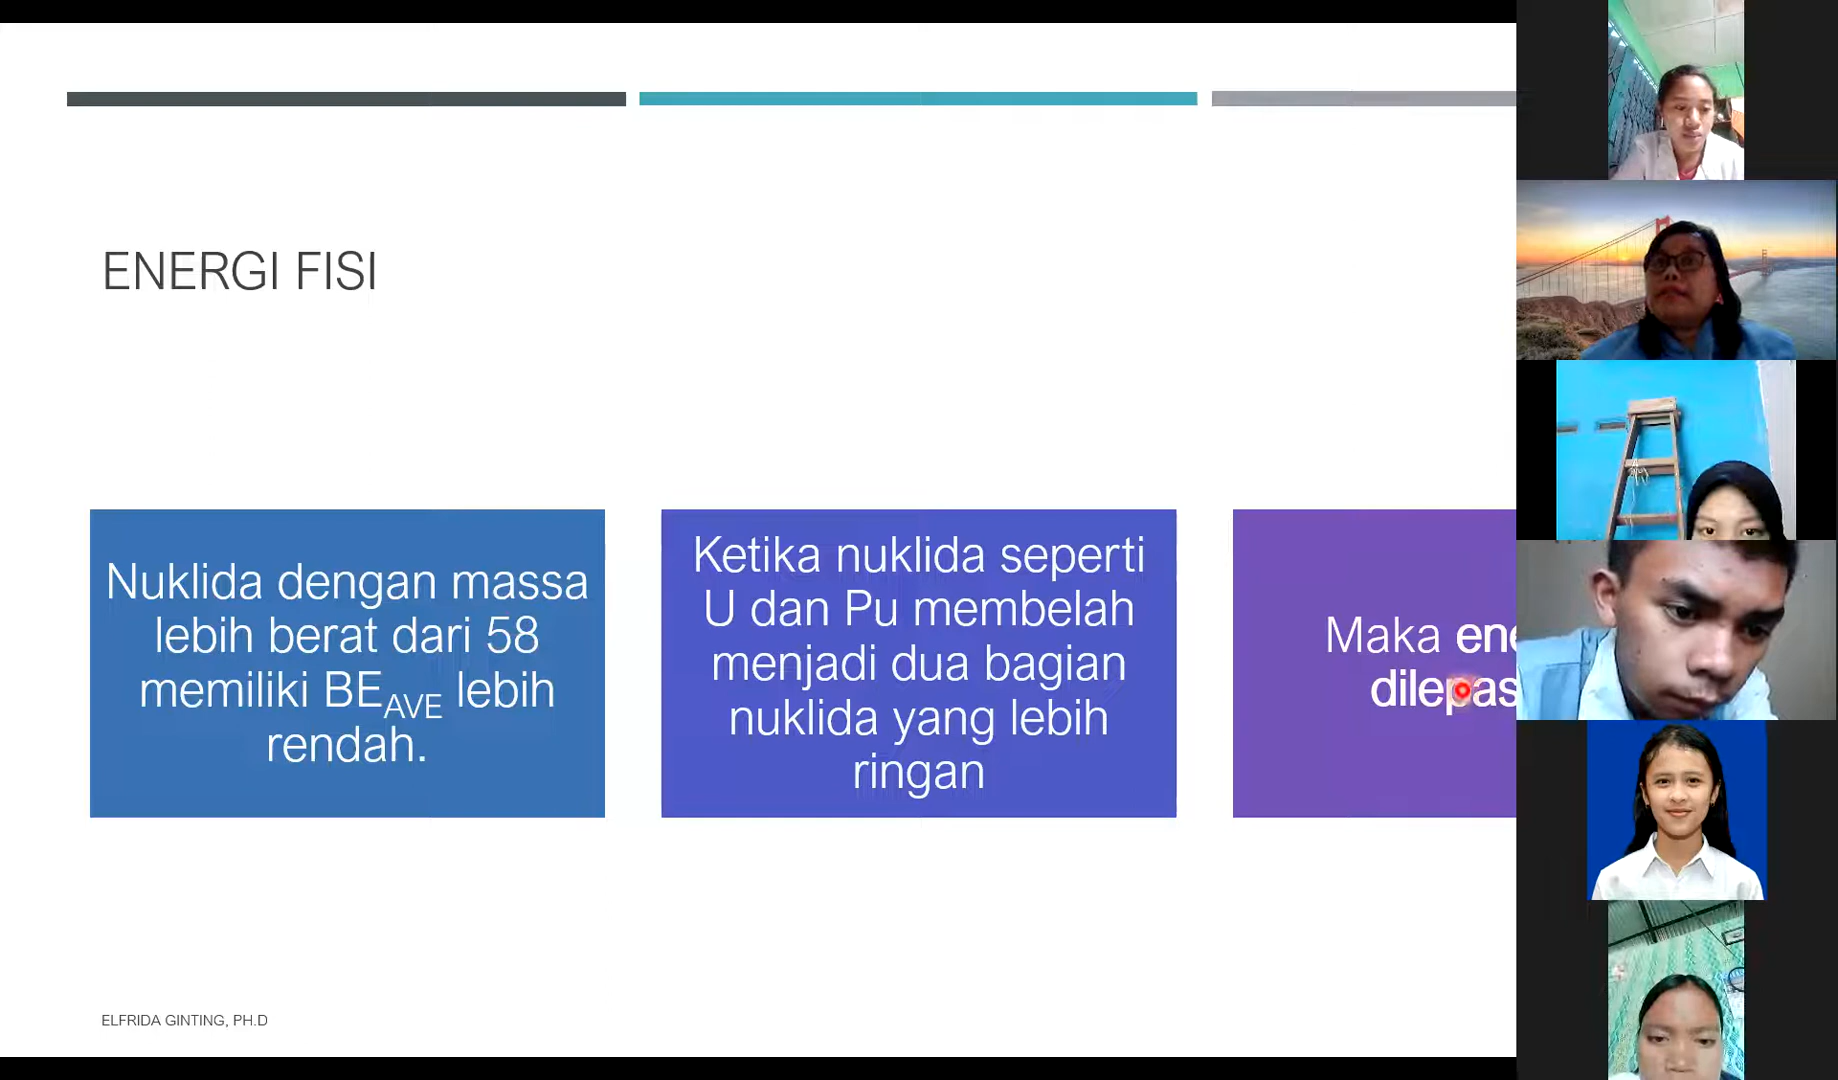 ENERGI FISI
Nuklida dengan massa
lebih berat dari 58
memiliki BEAVE lebih
rendah.
Ketika nuklida seperti
U dan Pu membelah
menjadi dua bagian
nuklida yang lebih
ringan
Maka ene
dilepas
ELFRIDA GINTING, PH.D